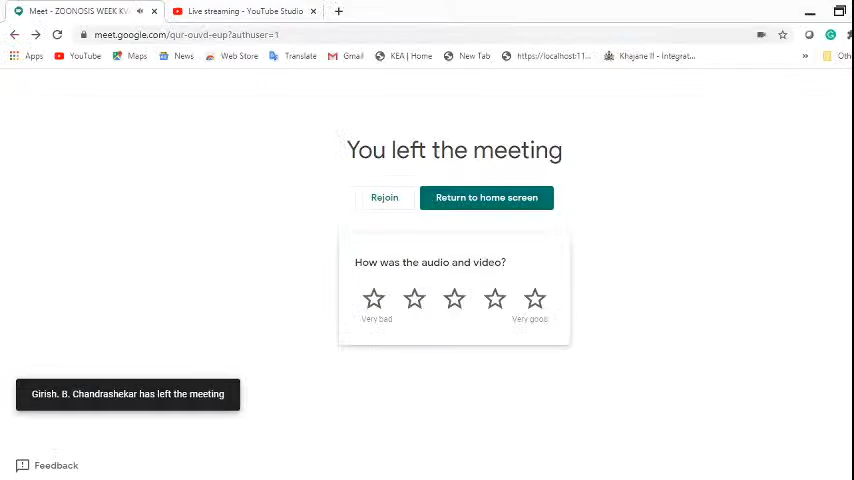 Meet - ZOONOSIS WEEK KV
Live streaming - YouTube Studio
meet.google.com/qur-ouvd-eup?authuser=1
Apps YouTube Maps News Web Store Translate Gmail KEA | Home New Tab https://localhost:11... Khajane II - Integrat... » Oth
You left the meeting
Rejoin Return to home screen
How was the audio and video?
Very bad Very good
Girish. B. Chandrashekar has left the meeting
Feedback